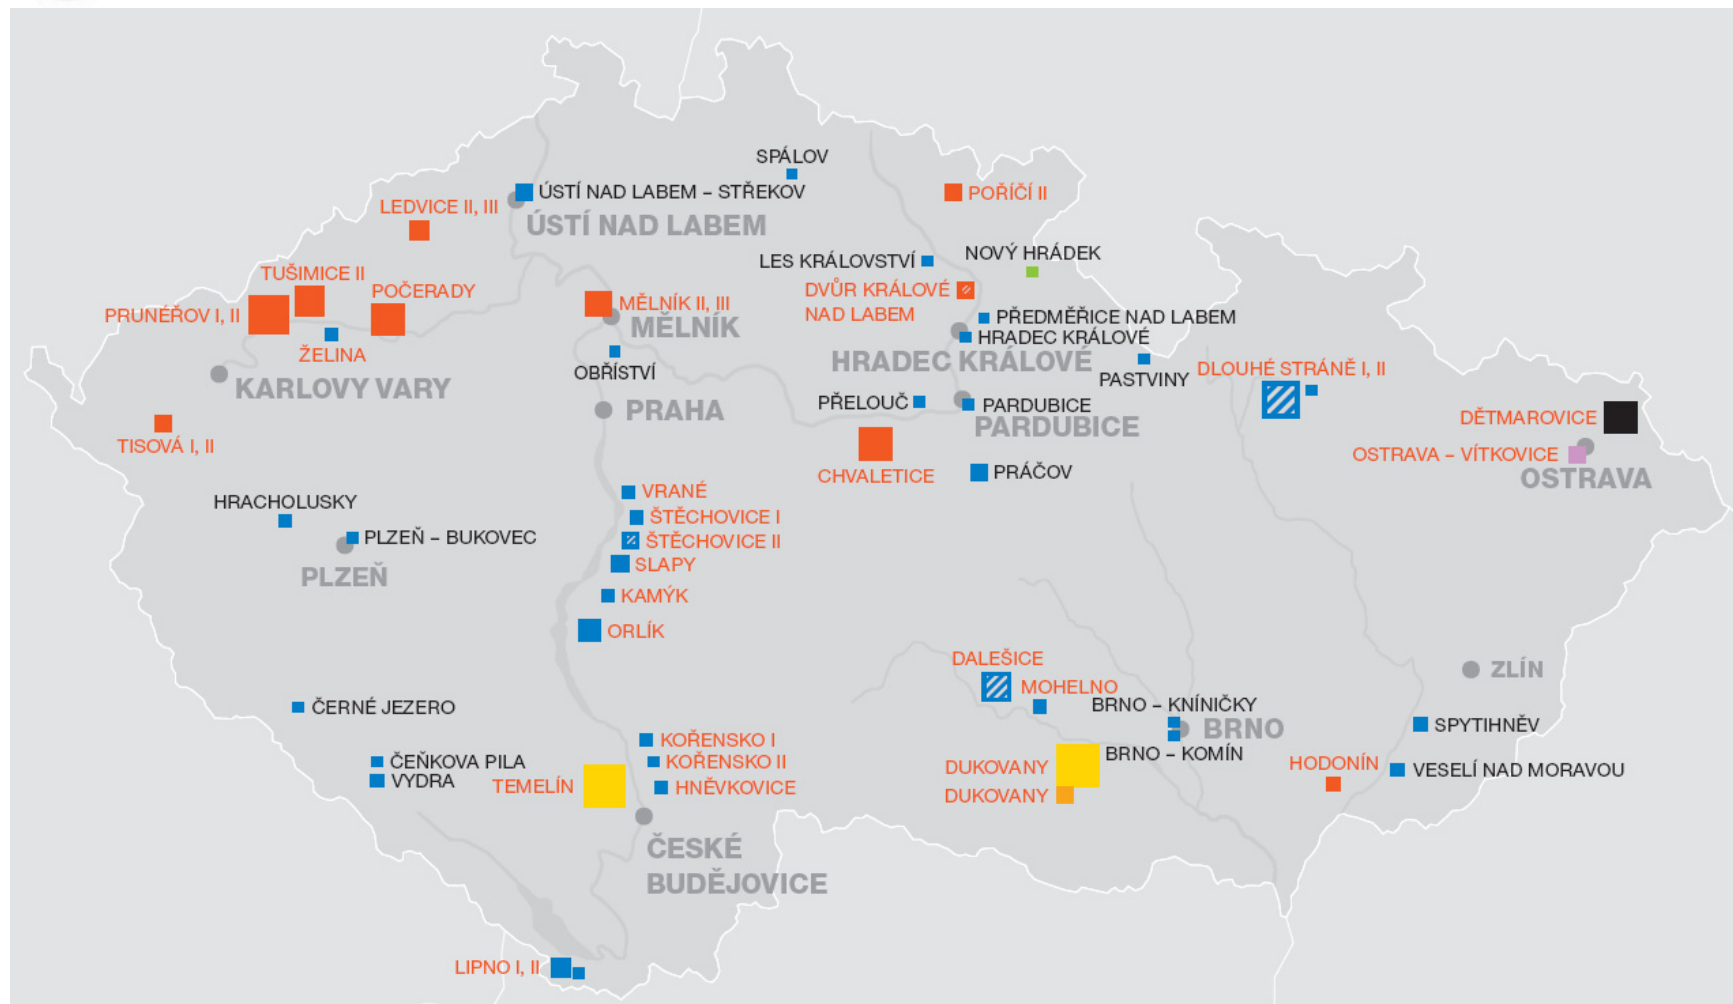 SPÁLOV
ÚSTÍ NAD LABEM – STŘEKOV
POŘÍČÍ II
LEDVICE II, III
ÚSTÍ NAD LABEM
LES KRÁLOVSTVÍ
NOVÝ HRÁDEK
TUŠIMICE II
POČERADY
DVŮR KRÁLOVÉ
NAD LABEM
PRUNÉŘOV I, II
MĚLNÍK II, III
MĚLNÍK
PŘEDMĚŘICE NAD LABEM
HRADEC KRÁLOVÉ
ŽELINA
HRADEC KRÁLOVÉ
OBŘÍSTVÍ
PASTVINY
DLOUHÉ STRÁNĚ I, II
KARLOVY VARY
PRAHA
PŘELOUČ
PARDUBICE
PARDUBICE
DĚTMAROVICE
TISOVÁ I, II
OSTRAVA – VÍTKOVICE
OSTRAVA
CHVALETICE
PRÁČOV
VRANÉ
HRACHOLUSKY
ŠTĚCHOVICE I
PLZEŇ – BUKOVEC
ŠTĚCHOVICE II
PLZEŇ
SLAPY
KAMÝK
ORLÍK
DALEŠICE
ZLÍN
MOHELNO
ČERNÉ JEZERO
BRNO – KNÍNIČKY
SPYTIHNĚV
BRNO
KOŘENSKO I
BRNO – KOMÍN
ČEŇKOVA PILA
KOŘENSKO II
DUKOVANY
HODONÍN
VESELÍ NAD MORAVOU
VYDRA
TEMELÍN
HNĚVKOVICE
DUKOVANY
ČESKÉ
BUDĚJOVICE
LIPNO I, II